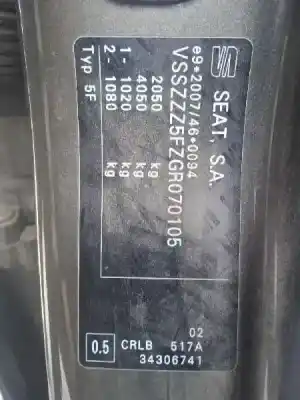 SEAT, S.A.
e9*2007/46*0094
VSSZZZ5FZGR070105
2050 kg
4050 kg
1- 1020 kg
2- 1080 kg
Typ 5F
02
0.5 CRLB 517A
34306741